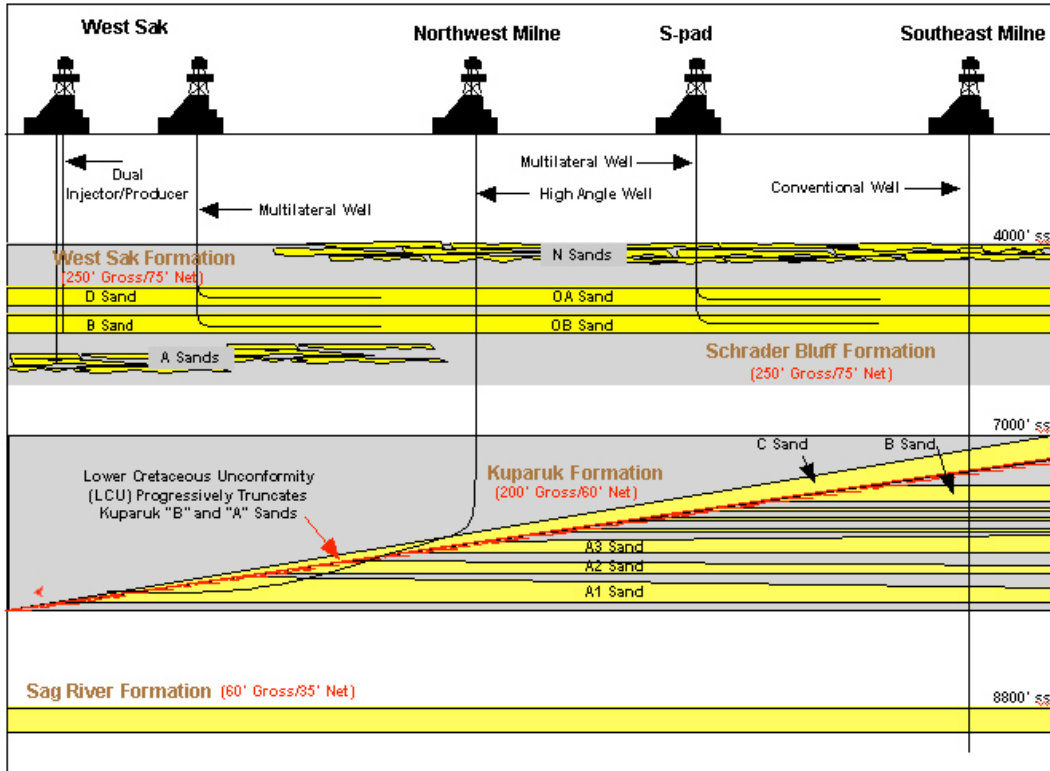 West Sak
Northwest Milne
S-pad
Southeast Milne
Dual
Injector/Producer
Multilateral Well
Multilateral Well
High Angle Well
Conventional Well
4000' ss
West Sak Formation
(250' Gross/75' Net)
N Sands
D Sand
OA Sand
B Sand
OB Sand
A Sands
Schrader Bluff Formation
(250' Gross/75' Net)
7000' ss
C Sand
B Sand
Lower Cretaceous Unconformity
(LCU) Progressively Truncates
Kuparuk "B" and "A" Sands
Kuparuk Formation
(200' Gross/60' Net)
A3 Sand
A2 Sand
A1 Sand
Sag River Formation (60' Gross/35' Net)
8800' ss